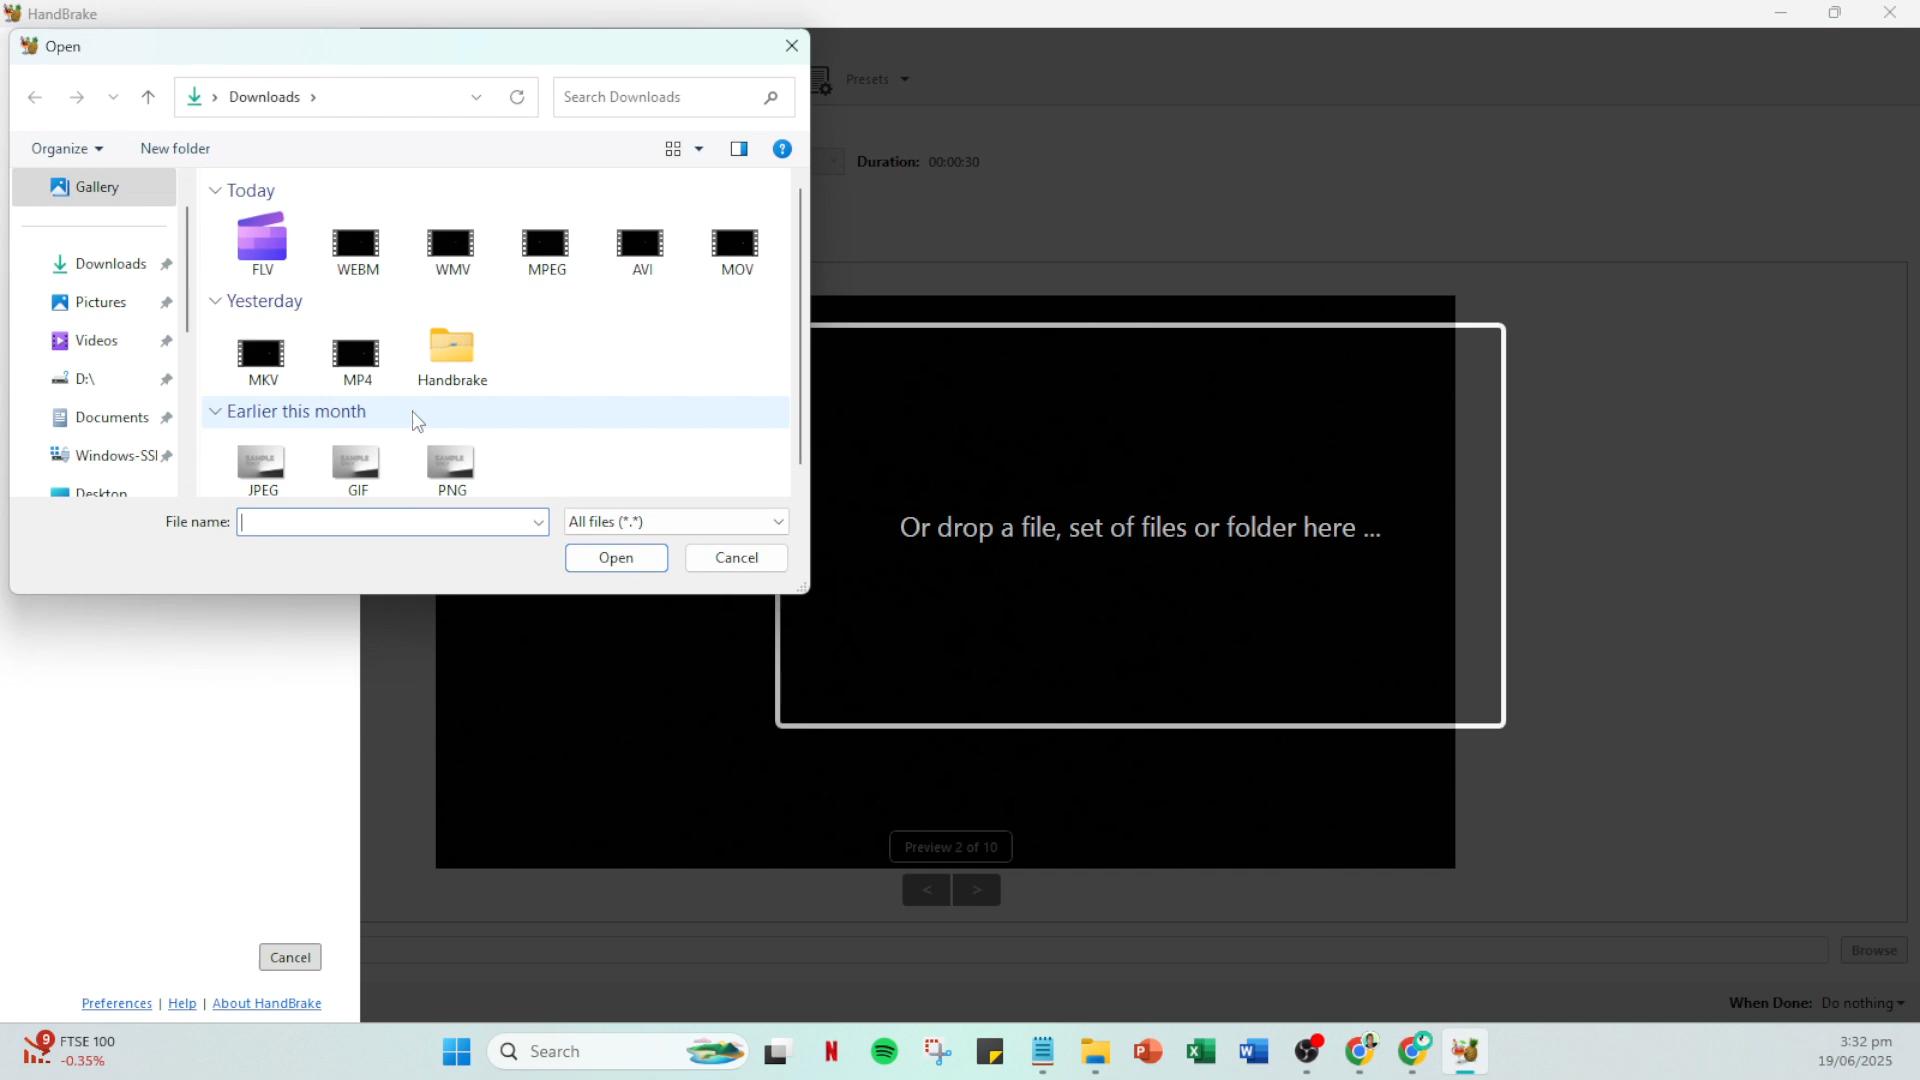 HandBrake
Open
Presets
Downloads
Search Downloads
Organize
New folder
Duration: 00:00:30
Gallery
Today
FLV
WEBM
WMV
MPEG
AVI
MOV
Downloads
Pictures
Yesterday
Videos
MKV
MP4
Handbrake
D:\
Documents
Earlier this month
Windows-SSI
SAMPLE
SAMPLE
SAMPLE
JPEG
GIF
PNG
Desktop
File name:
All files (*.*)
Open
Cancel
Or drop a file, set of files or folder here ...
Preview 2 of 10
<
>
Cancel
Browse
Preferences | Help | About HandBrake
When Done: Do nothing
9
FTSE 100
-0.35%
Search
3:32 pm
19/06/2025